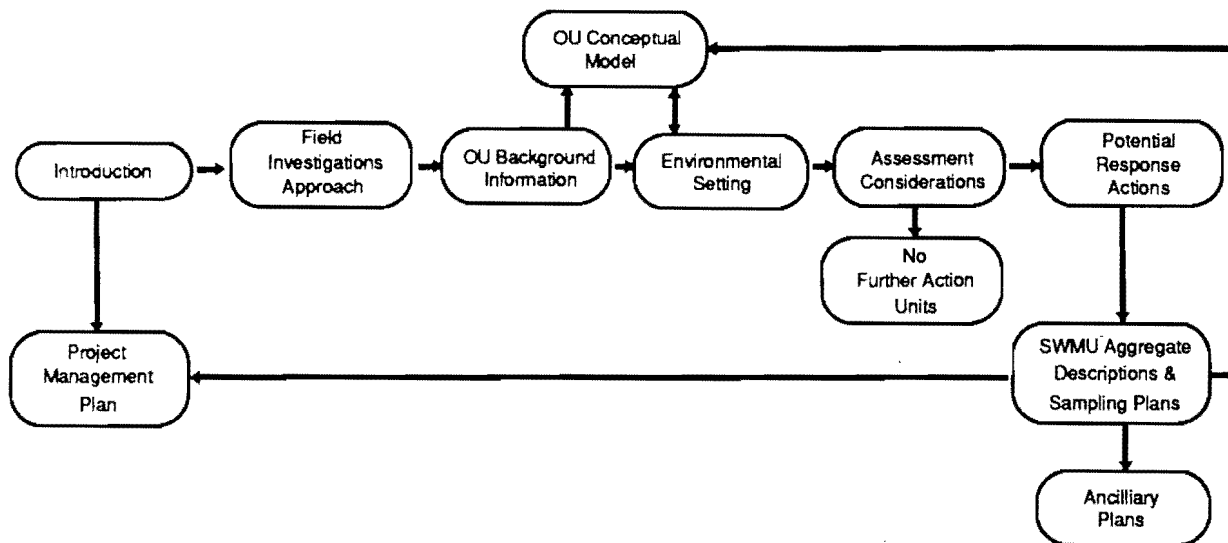 OU Conceptual
Model
Introduction
Field
Investigations
Approach
OU Background
Information
Environmental
Setting
Assessment
Considerations
Potential
Response
Actions
No
Further Action
Units
Project
Management
Plan
SWMU Aggregate
Descriptions &
Sampling Plans
Ancilliary
Plans